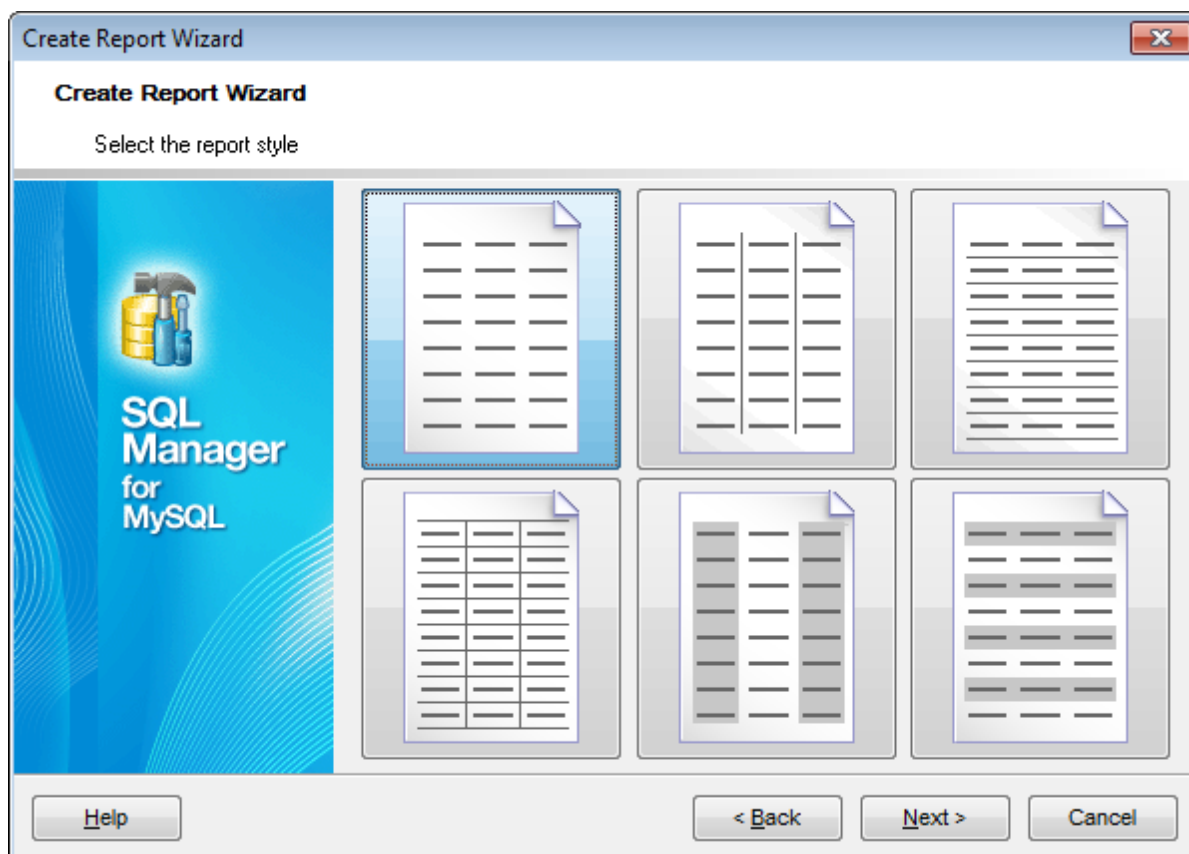 Create Report Wizard
Create Report Wizard
Select the report style
SQL
Manager
for
MySQL
Help
< Back
Next >
Cancel